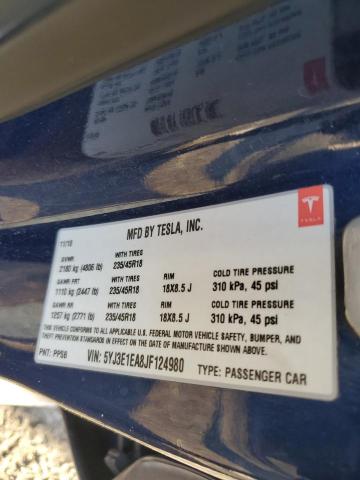 TESLA
MFD BY TESLA, INC.
11/18
GVWR WITH TIRES
2180 kg (4806 lb) 235/45R18
GAWR FRT WITH TIRES RIM COLD TIRE PRESSURE
1110 kg (2447 lb) 235/45R18 18X8.5 J 310 kPa, 45 psi
GAWR RR WITH TIRES RIM COLD TIRE PRESSURE
1257 kg (2771 lb) 235/45R18 18X8.5 J 310 kPa, 45 psi
THIS VEHICLE CONFORMS TO ALL APPLICABLE U.S. FEDERAL MOTOR VEHICLE SAFETY, BUMPER, AND
THEFT PREVENTION STANDARDS IN EFFECT ON THE DATE OF MANUFACTURE SHOWN ABOVE.
PNT: PPSB VIN: 5YJ3E1EA8JF124980 TYPE: PASSENGER CAR